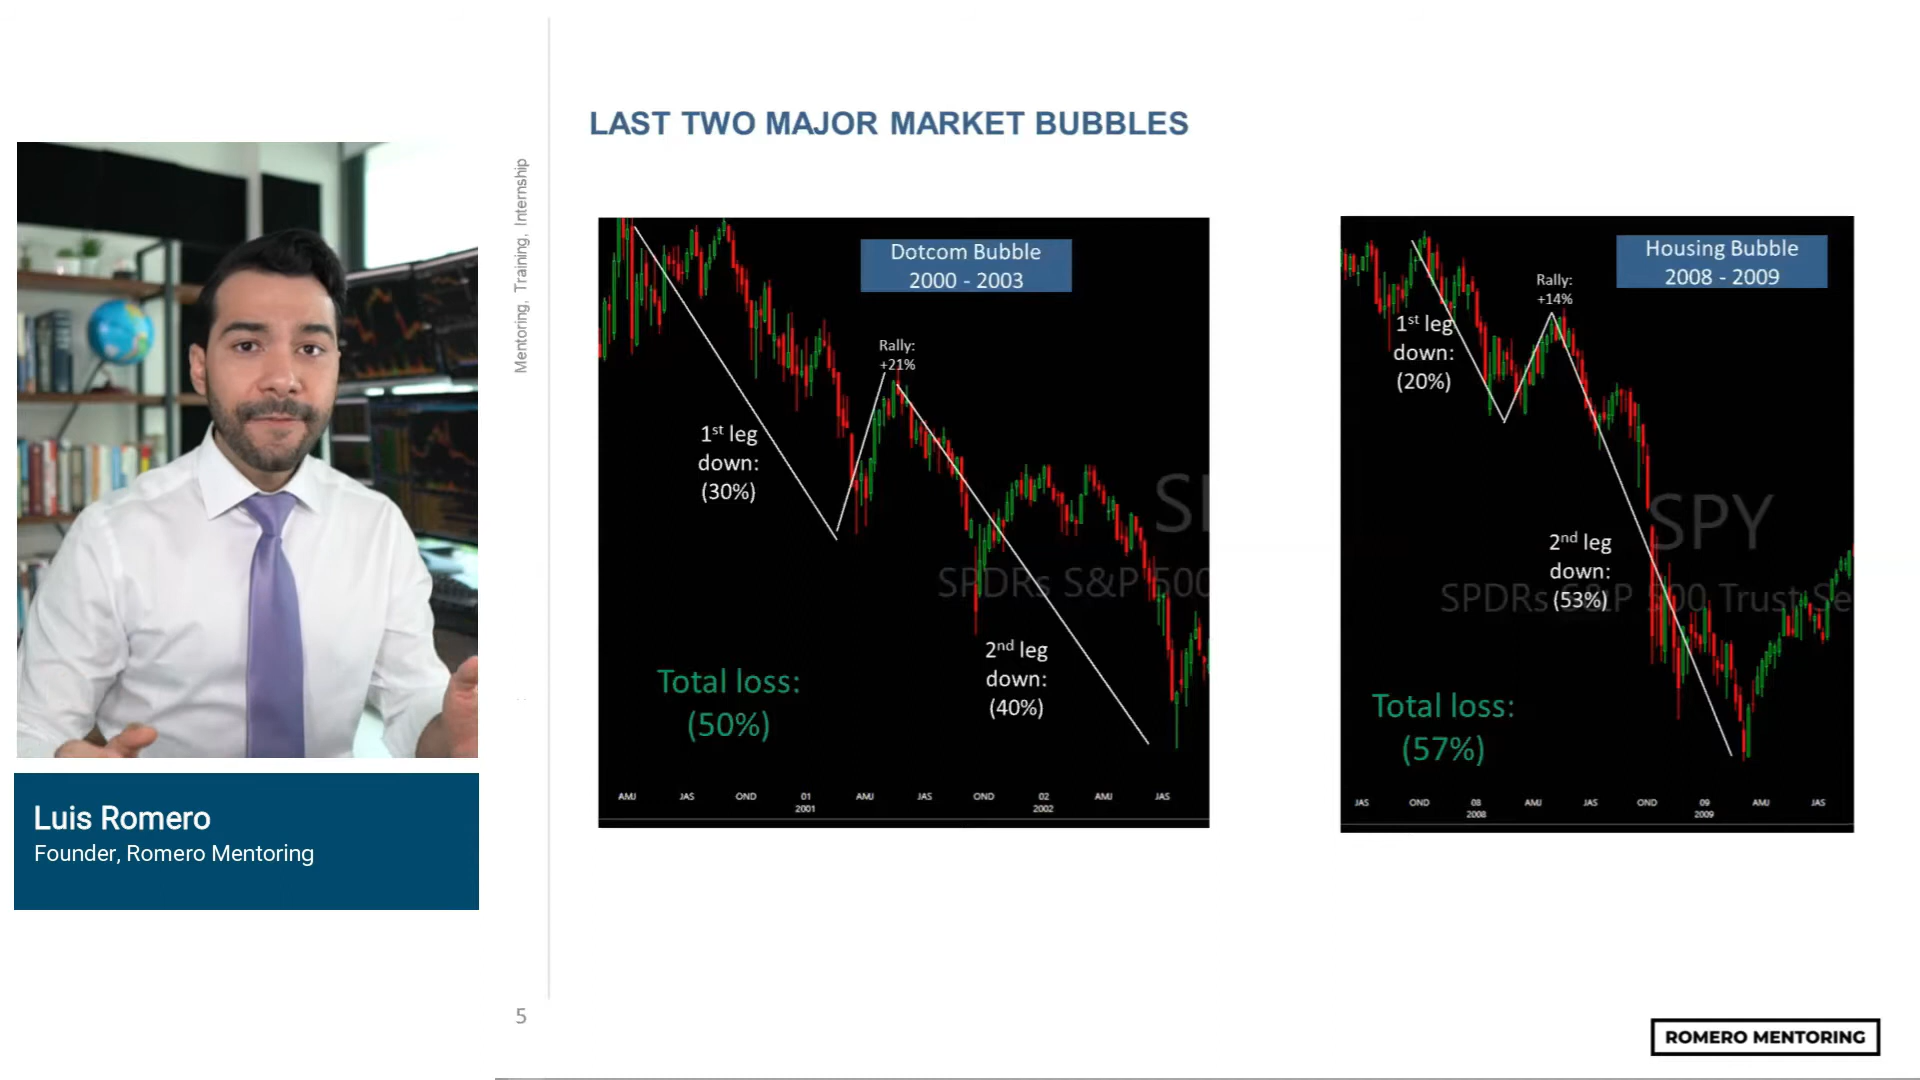 LAST TWO MAJOR MARKET BUBBLES
Mentoring, Training, Internship
Dotcom Bubble
2000 - 2003
Rally:
+21%
1st leg
down:
(30%)
SPDRs S&P 500
2nd leg
down:
(40%)
Total loss:
(50%)
AMJ JAS OND 01 AMJ JAS OND 02 AMJ JAS
2001 2002
Housing Bubble
2008 - 2009
Rally:
+14%
1st leg
down:
(20%)
SPY
2nd leg
down:
(53%)
SPDRs S&P 500 Trust Se
Total loss:
(57%)
JAS OND 08 AMJ JAS OND 09 AMJ JAS
2008 2009
Luis Romero
Founder, Romero Mentoring
5
ROMERO MENTORING